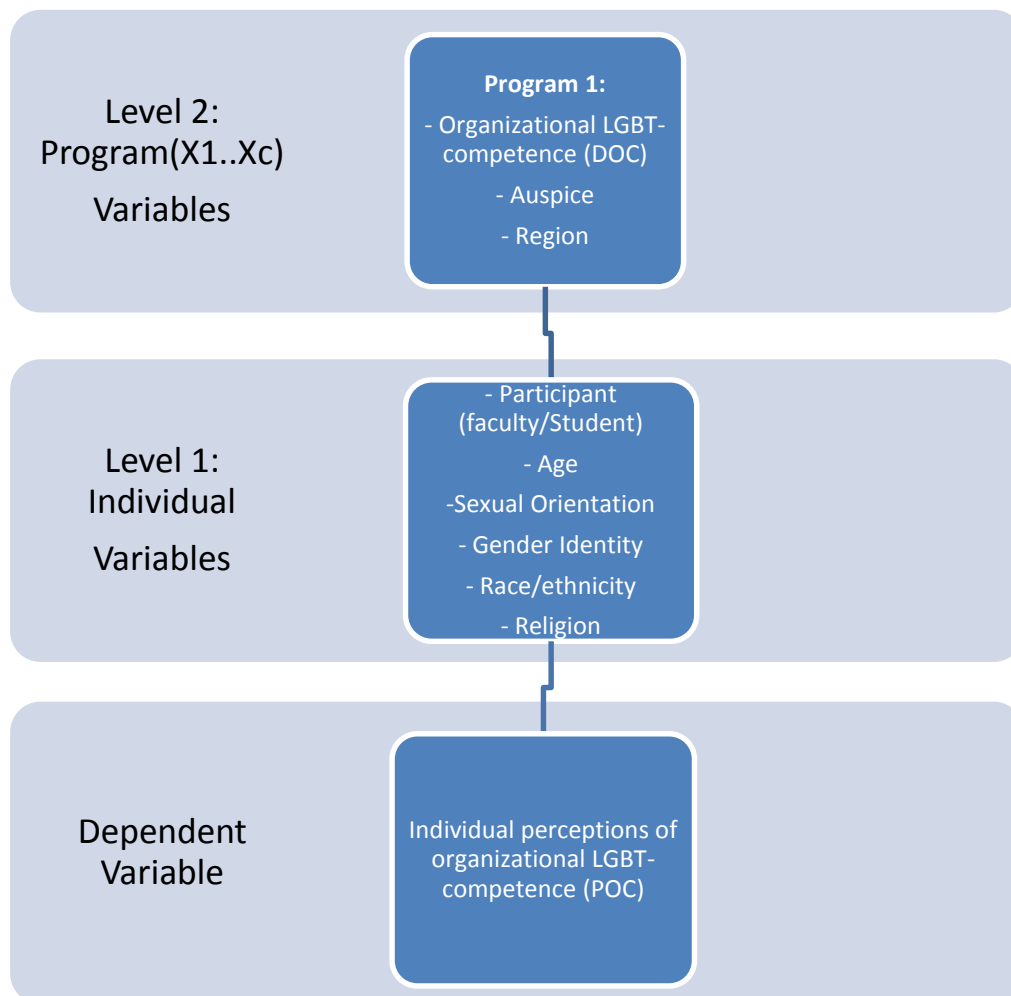 Level 2:
Program(X1..Xc)
Variables
Program 1:
- Organizational LGBT-
competence (DOC)
- Auspice
- Region
Level 1:
Individual
Variables
- Participant
(faculty/Student)
- Age
-Sexual Orientation
- Gender Identity
- Race/ethnicity
- Religion
Dependent
Variable
Individual perceptions of
organizational LGBT-
competence (POC)